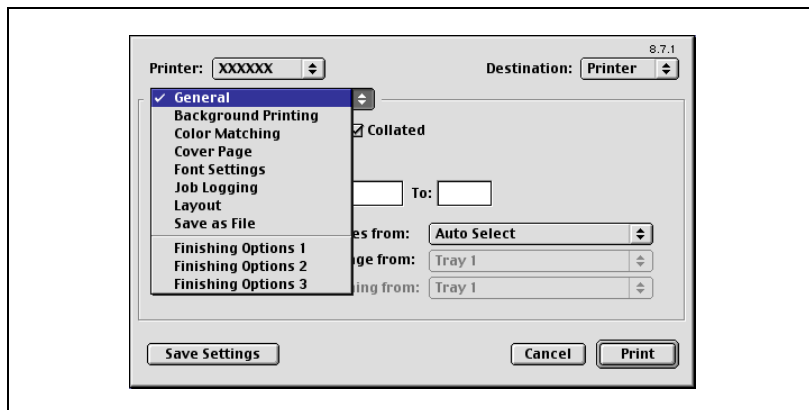 8.7.1
Printer: XXXXXX Destination: Printer
✓ General
Background Printing
Color Matching
Cover Page
Font Settings
Job Logging
Layout
Save as File
Finishing Options 1
Finishing Options 2
Finishing Options 3
Collated
To:
es from: Auto Select
ge from: Tray 1
ing from: Tray 1
Save Settings Cancel Print